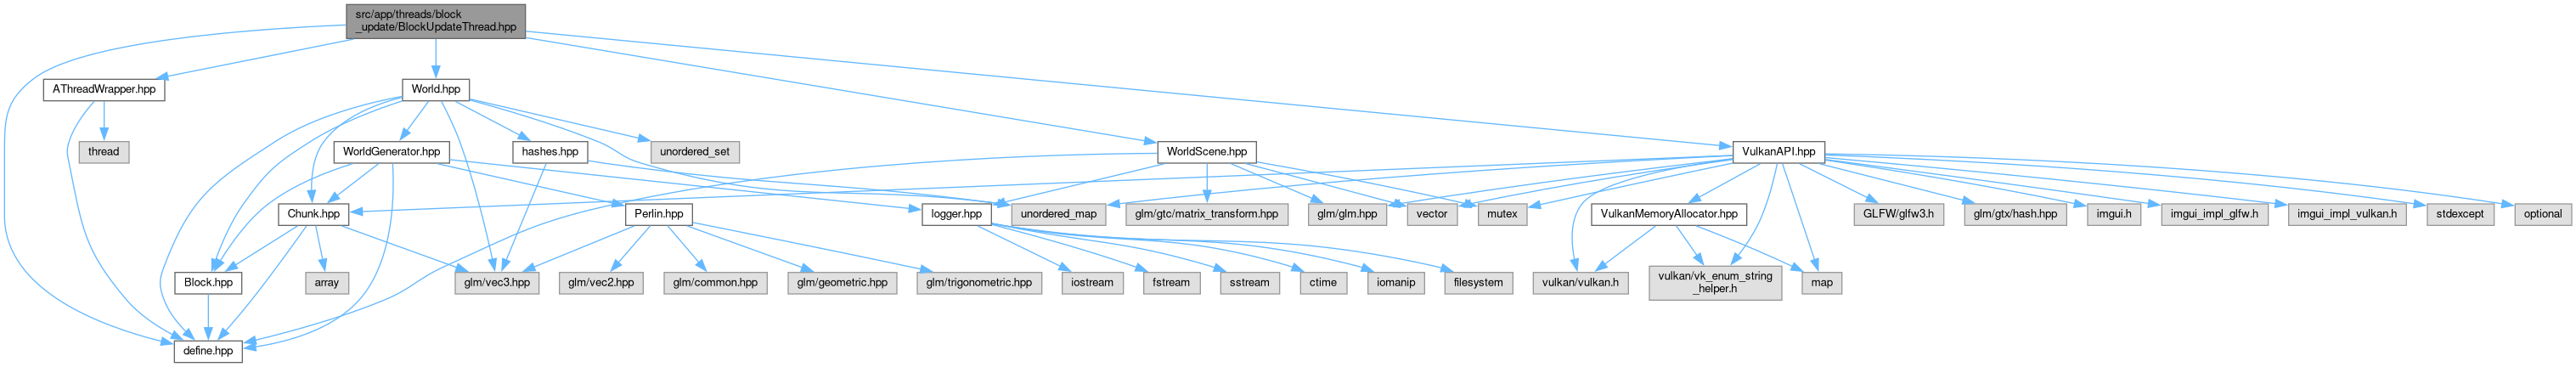 src/app/threads/block
_update/BlockUpdateThread.hpp
AThreadWrapper.hpp
World.hpp
thread
WorldGenerator.hpp
hashes.hpp
unordered_set
WorldScene.hpp
VulkanAPI.hpp
Chunk.hpp
Perlin.hpp
logger.hpp
unordered_map
glm/gtc/matrix_transform.hpp
glm/glm.hpp
vector
mutex
VulkanMemoryAllocator.hpp
GLFW/glfw3.h
glm/gtx/hash.hpp
imgui.h
imgui_impl_glfw.h
imgui_impl_vulkan.h
stdexcept
optional
Block.hpp
array
glm/vec3.hpp
glm/vec2.hpp
glm/common.hpp
glm/geometric.hpp
glm/trigonometric.hpp
iostream
fstream
sstream
ctime
iomanip
filesystem
vulkan/vulkan.h
vulkan/vk_enum_string
_helper.h
map
define.hpp